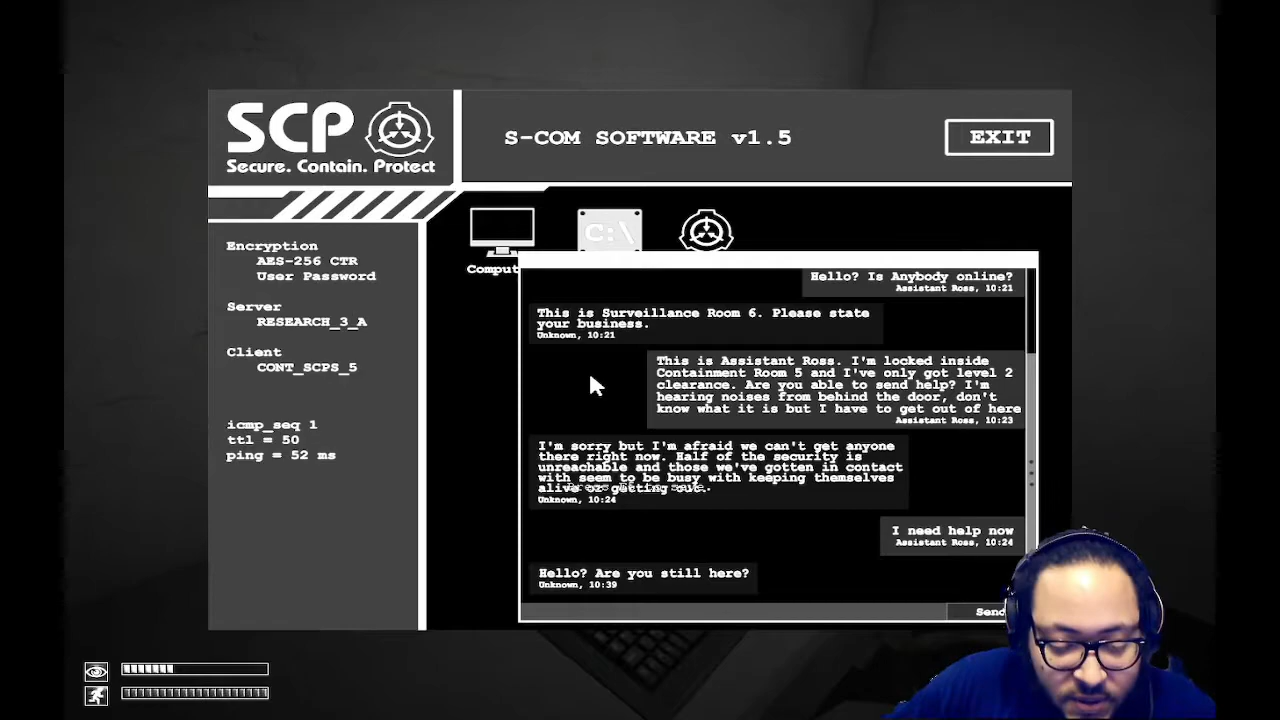 SCP
Secure. Contain. Protect
S-COM SOFTWARE v1.5
EXIT
Encryption
AES-256 CTR
User Password
Server
RESEARCH_3_A
Client
CONT_SCPS_5
icmp_seq 1
ttl = 50
ping = 52 ms
C:\
Hello? Is Anybody online?
Assistant Ross, 10:21
This is Surveillance Room 6. Please state
your business.
Unknown, 10:21
This is Assistant Ross. I'm locked inside
Containment Room 5 and I've only got level 2
clearance. Are you able to send help? I'm
hearing noises from behind the door, don't
know what it is but I have to get out of here
Assistant Ross, 10:23
I'm sorry but I'm afraid we can't get anyone
there right now. Half of the security is
unreachable and those we've gotten in contact
with seem to be busy with keeping themselves
alive or getting out.
Unknown, 10:24
I need help now
Assistant Ross, 10:24
Hello? Are you still here?
Unknown, 10:39
Send